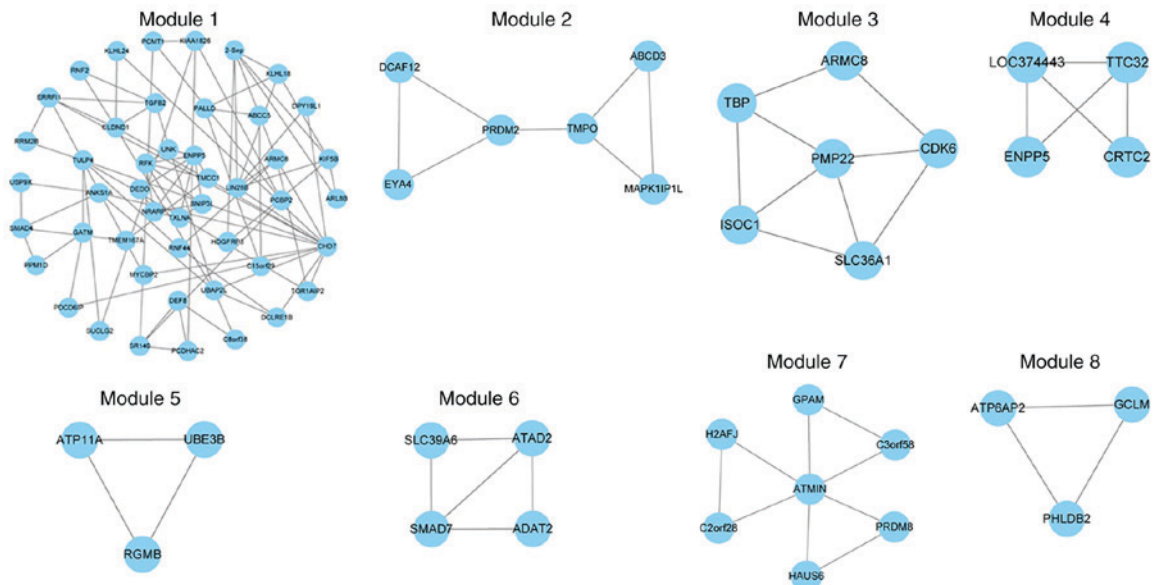 Module 1
Module 2
Module 3
Module 4
PCMT1
KIAA1826
2-Sep
KLHL24
KLHL18
RNF2
ERRFI1
TGFB2
PALLD
ABCC5
DPY19L1
CLDND1
RRM2B
TULP4
UNK
RFK
ENPP5
ARMC8
KIF5B
TMCC1
LIN28B
USP9X
ANKS1A
DEDD
BNIP3L
PCBP2
ARL8B
NRARP
TXLNA
SMAD4
GATM
TMEM167A
RNF44
HDGFRP3
CHD7
PPM1D
MYCBP2
C15orf29
PDCD6IP
DEF8
UBAP2L
TOR1AIP2
SUCLG2
DCLRE1B
SR140
PCDHAC2
C8orf38
DCAF12
ABCD3
PRDM2
TMPO
EYA4
MAPK1IP1L
ARMC8
TBP
PMP22
CDK6
ISOC1
SLC36A1
LOC374443
TTC32
ENPP5
CRTC2
Module 5
Module 6
Module 7
Module 8
ATP11A
UBE3B
RGMB
SLC39A6
ATAD2
SMAD7
ADAT2
GPAM
H2AFJ
C3orf58
ATMIN
C2orf28
PRDM8
HAUS6
ATP6AP2
GCLM
PHLDB2